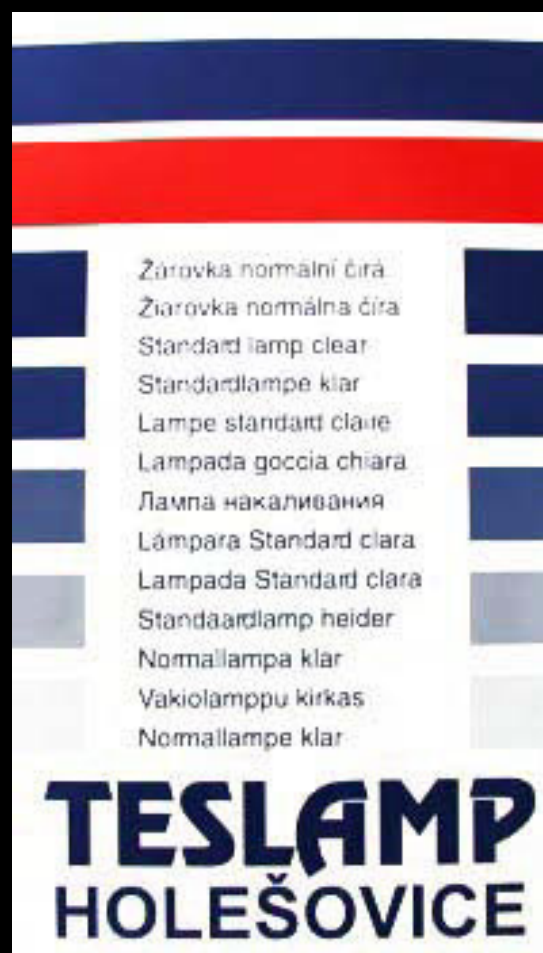 Žárovka normální čirá
Žiarovka normálna číra
Standard lamp clear
Standardlampe klar
Lampe standard claire
Lampada goccia chiara
Лампа накаливания
Lámpara Standard clara
Lampada Standard clara
Standaardlamp helder
Normallampa klar
Vakiolamppu kirkas
Normallampe klar
TESLAMP
HOLEŠOVICE